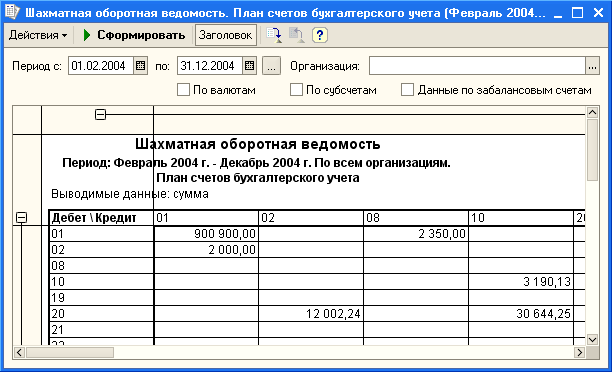 Шахматная оборотная ведомость. План счетов бухгалтерского учета (Февраль 2004...
Действия Сформировать Заголовок
Период с: 01.02.2004 по: 31.12.2004 ... Организация: ...
По валютам По субсчетам Данные по забалансовым счетам
Шахматная оборотная ведомость
Период: Февраль 2004 г. - Декабрь 2004 г. По всем организациям.
План счетов бухгалтерского учета
Выводимые данные: сумма
Дебет \ Кредит 01 02 08 10
01 900 900,00 2 350,00
02 2 000,00
08
10 3 190,13
19
20 12 002,24 30 644,25
21